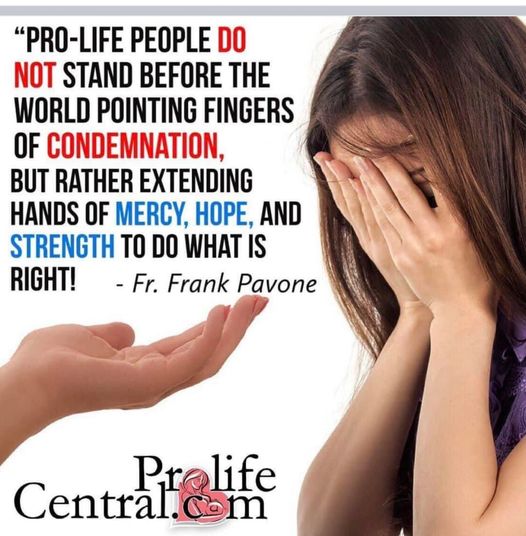 “PRO-LIFE PEOPLE DO
NOT STAND BEFORE THE
WORLD POINTING FINGERS
OF CONDEMNATION,
BUT RATHER EXTENDING
HANDS OF MERCY, HOPE, AND
STRENGTH TO DO WHAT IS
RIGHT! - Fr. Frank Pavone
Prolife
Central.com